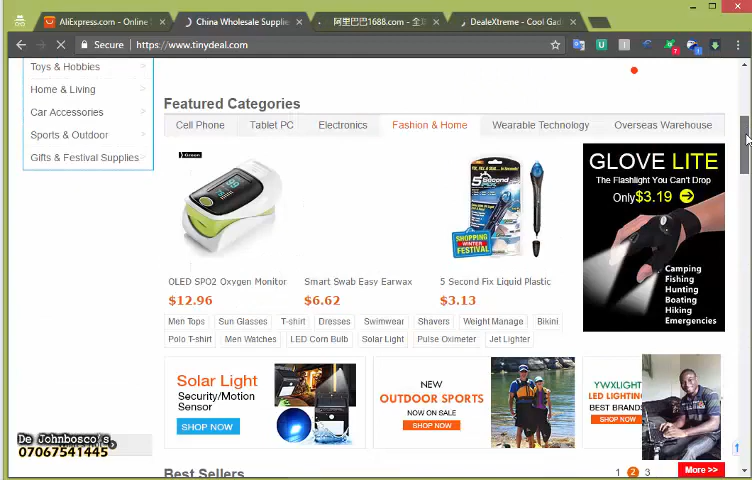 AliExpress.com - Online
China Wholesale Supplie
阿里巴巴1688.com - 全
DealeXtreme - Cool Gad
Secure
https://www.tinydeal.com
Toys & Hobbies
Home & Living
Car Accessories
Sports & Outdoor
Gifts & Festival Supplies
Featured Categories
Cell Phone
Tablet PC
Electronics
Fashion & Home
Wearable Technology
Overseas Warehouse
Green
5 Second FIX
SHOPPING
WINTER
FESTIVAL
GLOVE LITE
The Flashlight You Can't Drop
Only $3.19
Camping
Fishing
Hunting
Boating
Hiking
Emergencies
OLED SPO2 Oxygen Monitor
Smart Swab Easy Earwax
5 Second Fix Liquid Plastic
$12.96
$6.62
$3.13
Men Tops
Sun Glasses
T-shirt
Dresses
Swimwear
Shavers
Weight Manage
Bikini
Polo T-shirt
Men Watches
LED Corn Bulb
Solar Light
Pulse Oximeter
Jet Lighter
Solar Light
Security/Motion
Sensor
SHOP NOW
NEW
OUTDOOR SPORTS
NOW ON SALE
SHOP NOW
YWXLIGHT
LED LIGHTING
BEST BRAND
SHOP NOW
De Johnbosco's,
07067541445
Best Sellers
1 2 3
More >>